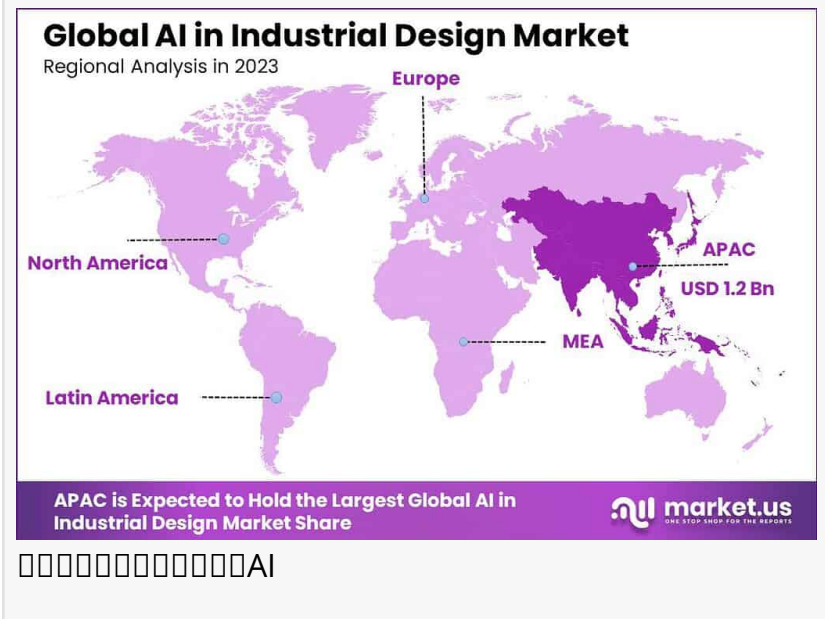 Global AI in Industrial Design Market
Regional Analysis in 2023
Europe
North America
APAC
USD 1.2 Bn
MEA
Latin America
APAC is Expected to Hold the Largest Global AI in
Industrial Design Market Share
market.us
ONE STOP SHOP FOR THE REPORTS
AI